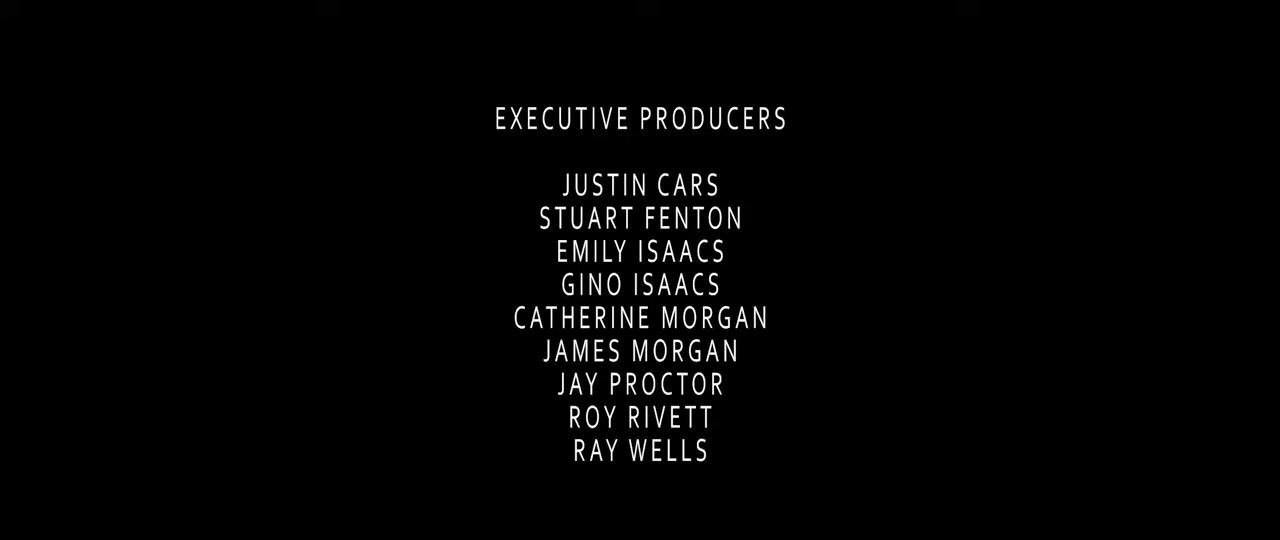 EXECUTIVE PRODUCERS
JUSTIN CARS
STUART FENTON
EMILY ISAACS
GINO ISAACS
CATHERINE MORGAN
JAMES MORGAN
JAY PROCTOR
ROY RIVETT
RAY WELLS